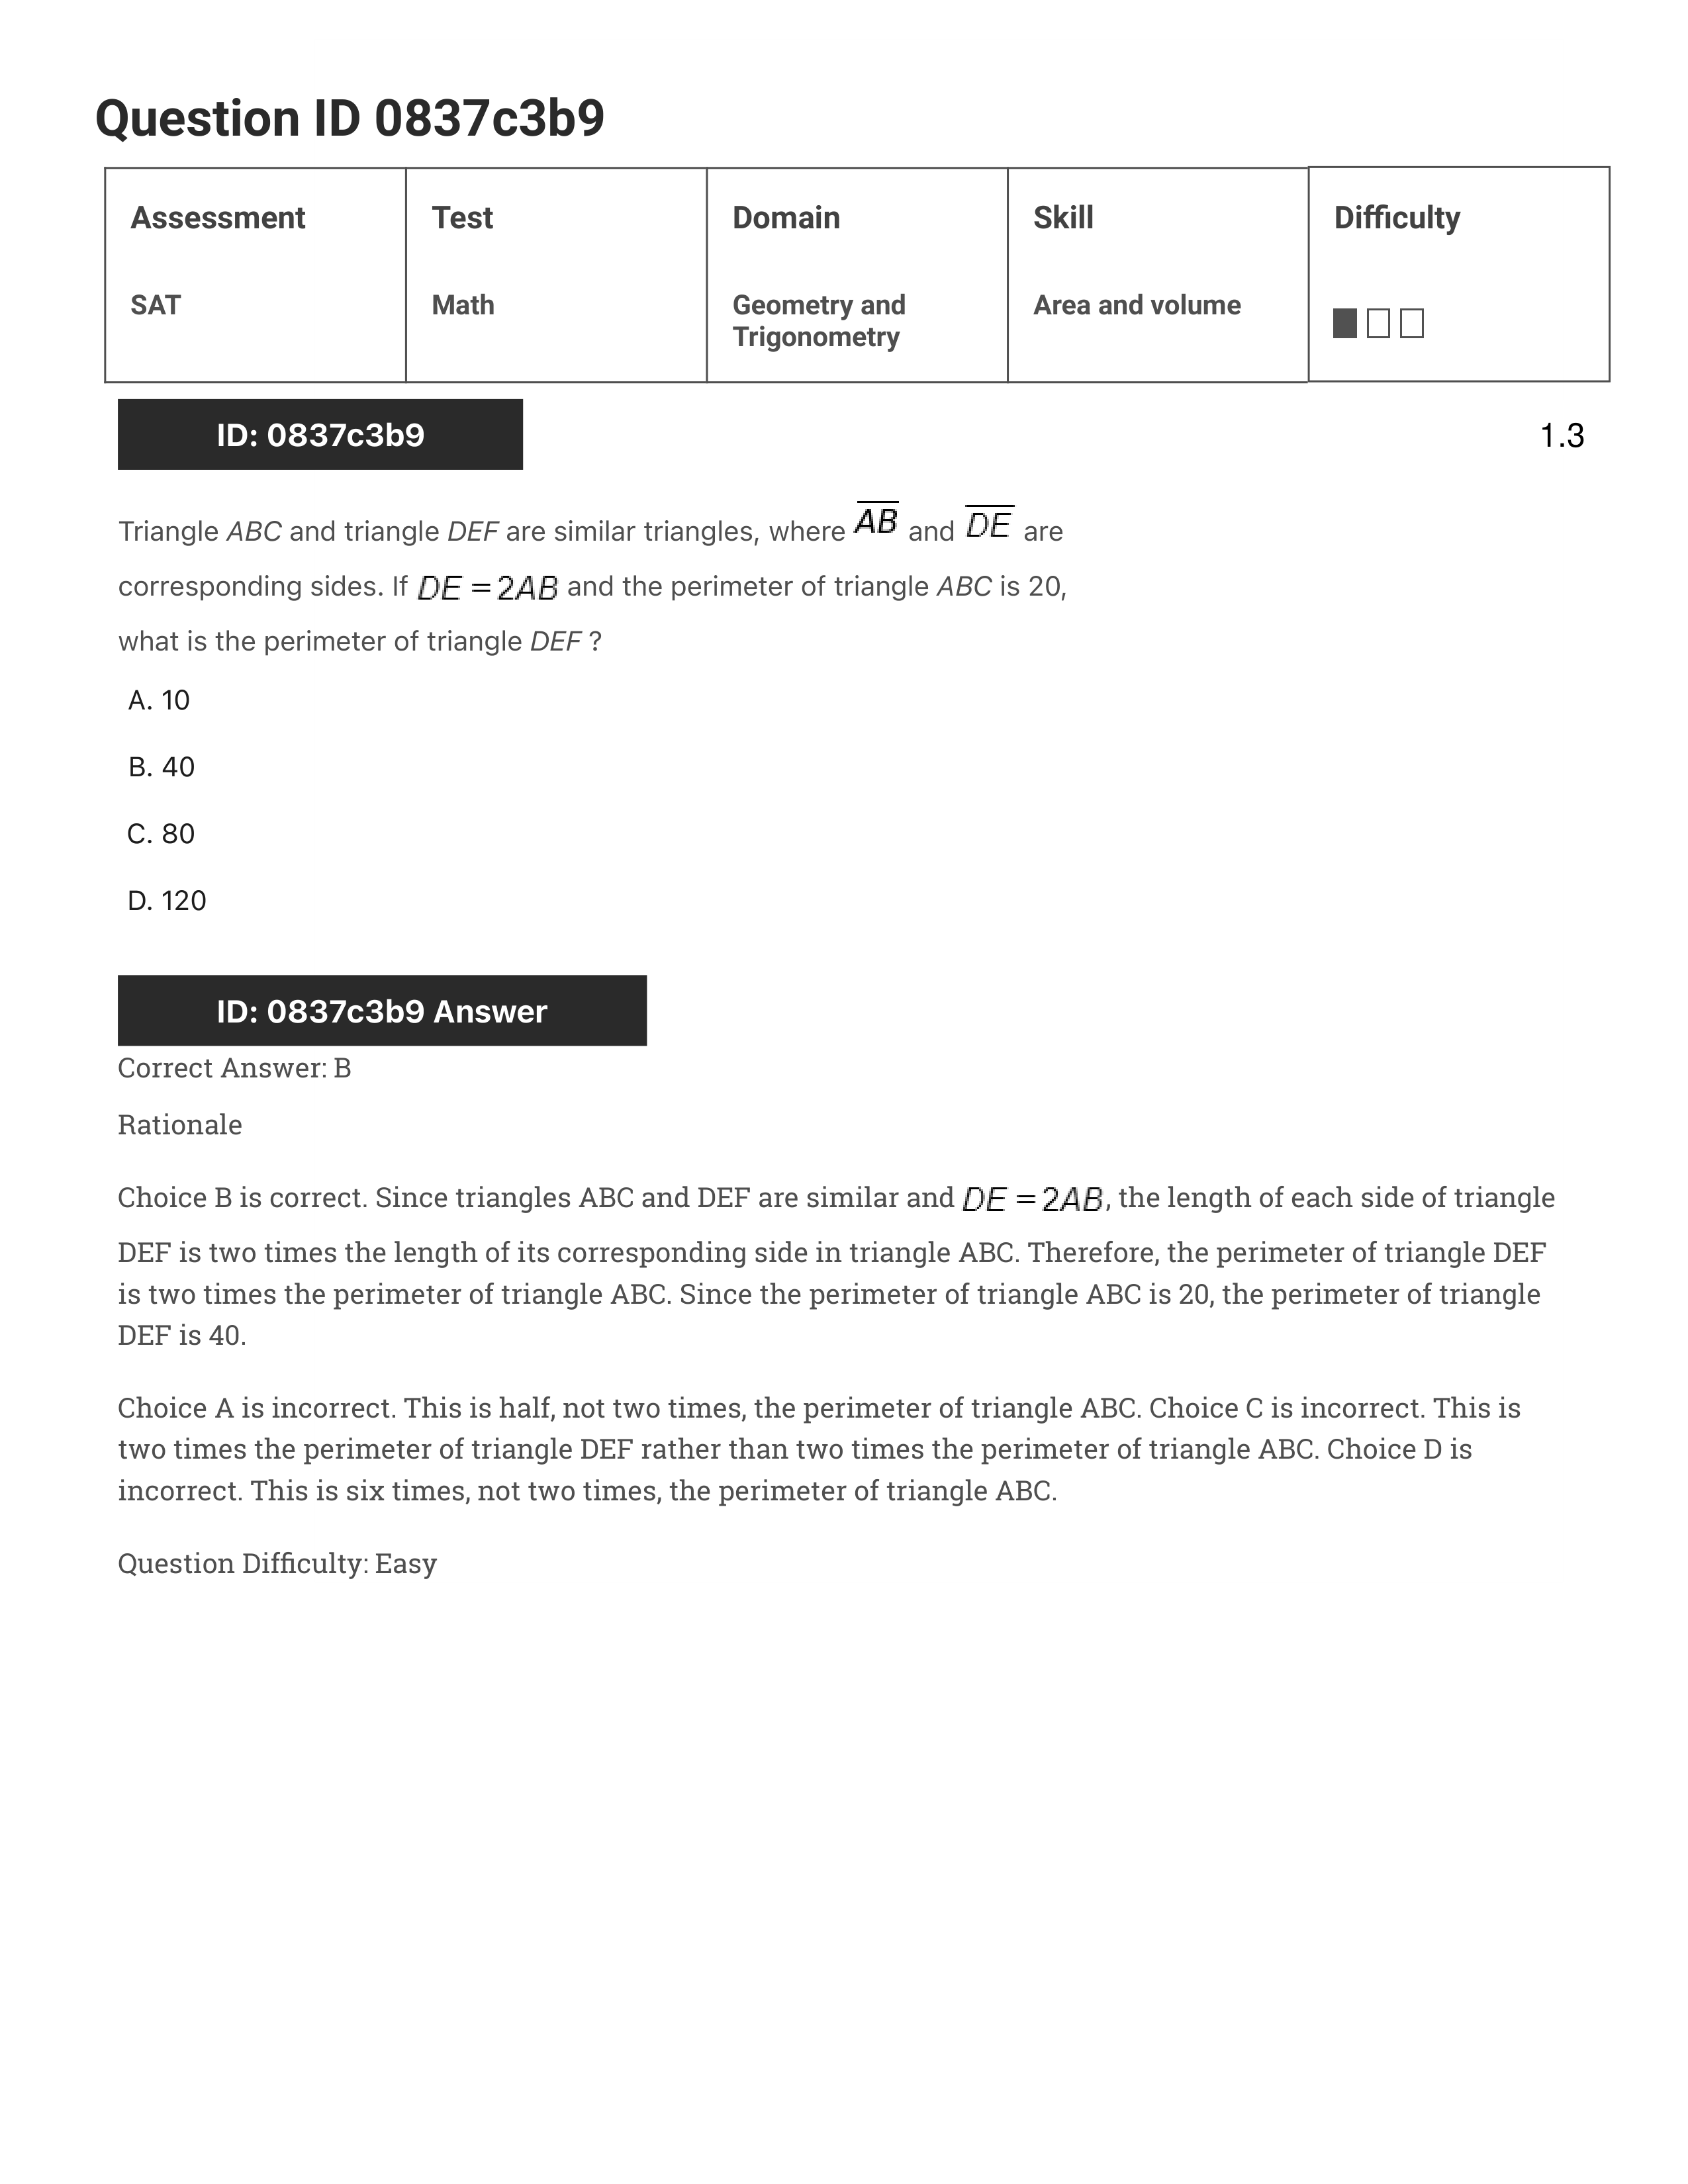 Question ID 0837c3b9
Assessment Test Domain Skill Difficulty
SAT Math Geometry and Trigonometry Area and volume
ID: 0837c3b9
1.3
Triangle ABC and triangle DEF are similar triangles, where AB and DE are
corresponding sides. If DE = 2AB and the perimeter of triangle ABC is 20,
what is the perimeter of triangle DEF ?
A. 10
B. 40
C. 80
D. 120
ID: 0837c3b9 Answer
Correct Answer: B
Rationale
Choice B is correct. Since triangles ABC and DEF are similar and DE = 2AB, the length of each side of triangle
DEF is two times the length of its corresponding side in triangle ABC. Therefore, the perimeter of triangle DEF
is two times the perimeter of triangle ABC. Since the perimeter of triangle ABC is 20, the perimeter of triangle
DEF is 40.
Choice A is incorrect. This is half, not two times, the perimeter of triangle ABC. Choice C is incorrect. This is
two times the perimeter of triangle DEF rather than two times the perimeter of triangle ABC. Choice D is
incorrect. This is six times, not two times, the perimeter of triangle ABC.
Question Difficulty: Easy